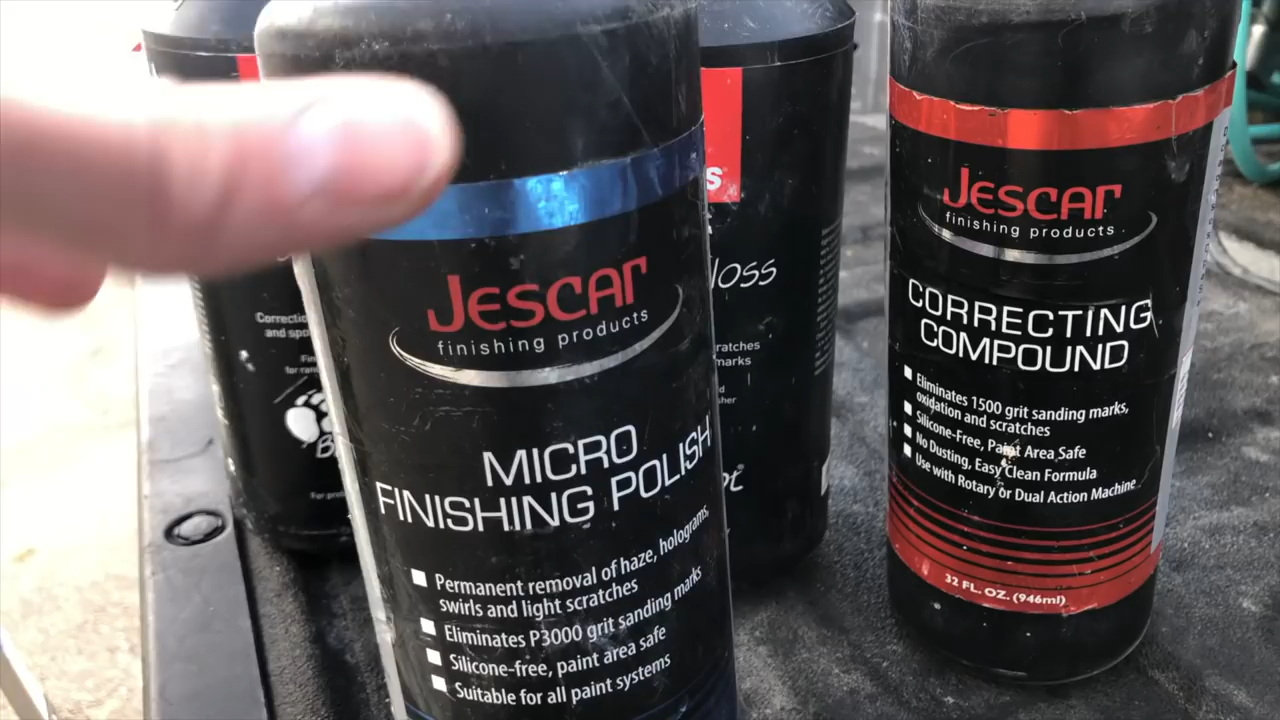 Jescar
finishing products
MICRO
FINISHING POLISH
Permanent removal of haze, holograms,
swirls and light scratches
Eliminates P3000 grit sanding marks
Silicone-free, paint area safe
Suitable for all paint systems
Jescar
finishing products
CORRECTING
COMPOUND
Eliminates 1500 grit sanding marks,
oxidation and scratches
Silicone-Free, Paint Area Safe
No Dusting, Easy Clean Formula
Use with Rotary or Dual Action Machine
32 FL. OZ. (946ml)
and
marks